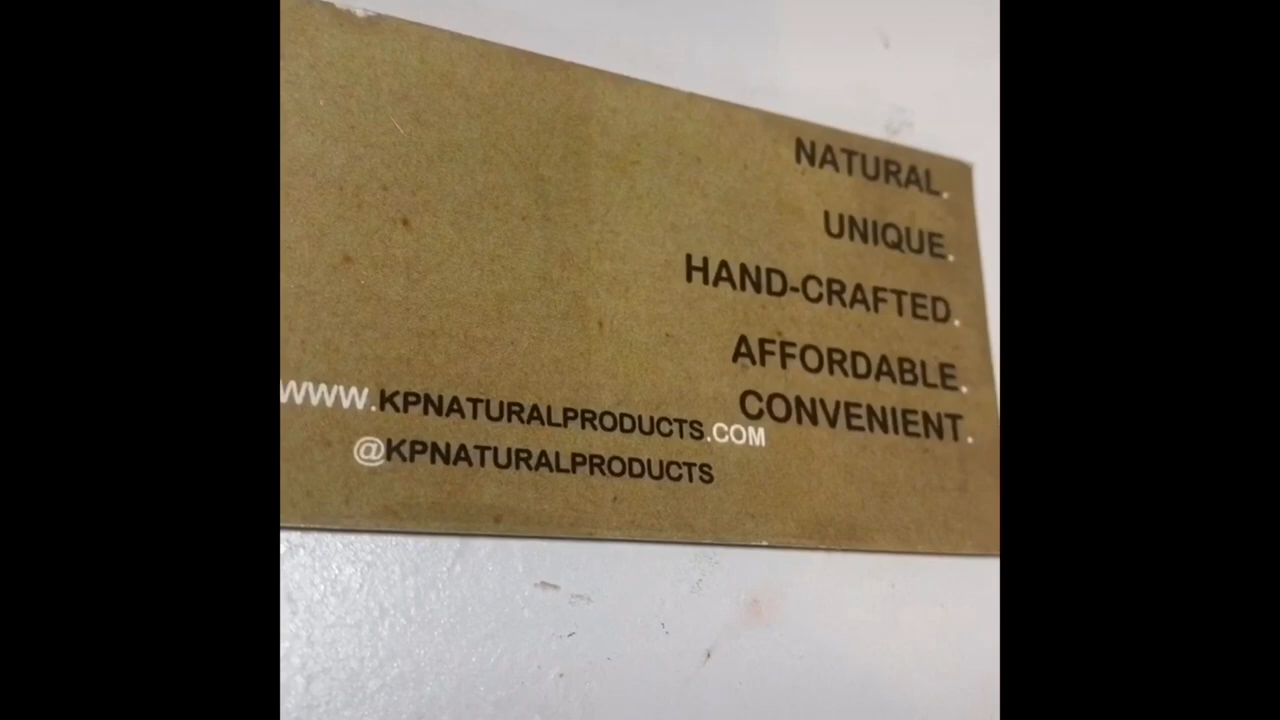 NATURAL.
UNIQUE.
HAND-CRAFTED.
AFFORDABLE.
CONVENIENT.
WWW.KPNATURALPRODUCTS.COM
@KPNATURALPRODUCTS